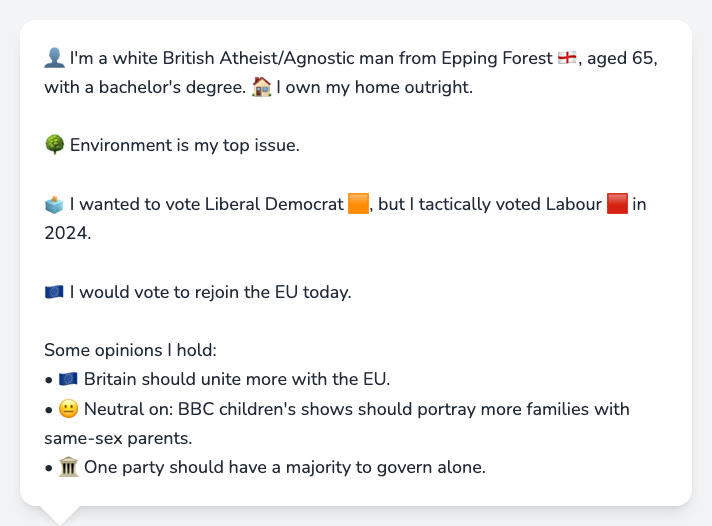 👤 I'm a white British Atheist/Agnostic man from Epping Forest 🏴󠁧󠁢󠁥󠁮󠁧󠁿, aged 65,
with a bachelor's degree. 🏠 I own my home outright.
🌳 Environment is my top issue.
🗳️ I wanted to vote Liberal Democrat 🟧, but I tactically voted Labour 🟥 in
2024.
🇪🇺 I would vote to rejoin the EU today.
Some opinions I hold:
• 🇪🇺 Britain should unite more with the EU.
• 😐 Neutral on: BBC children's shows should portray more families with
same-sex parents.
• 🏛️ One party should have a majority to govern alone.